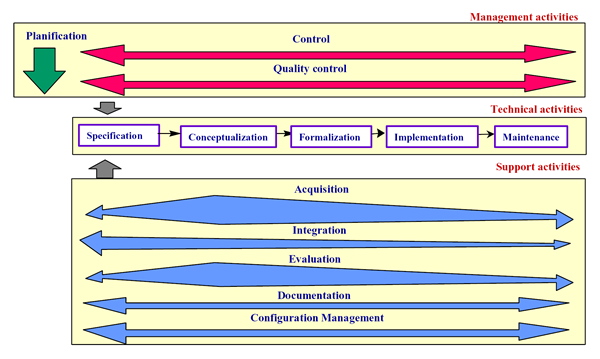 Management activities
Planification
Control
Quality control
Technical activities
Specification
Conceptualization
Formalization
Implementation
Maintenance
Support activities
Acquisition
Integration
Evaluation
Documentation
Configuration Management